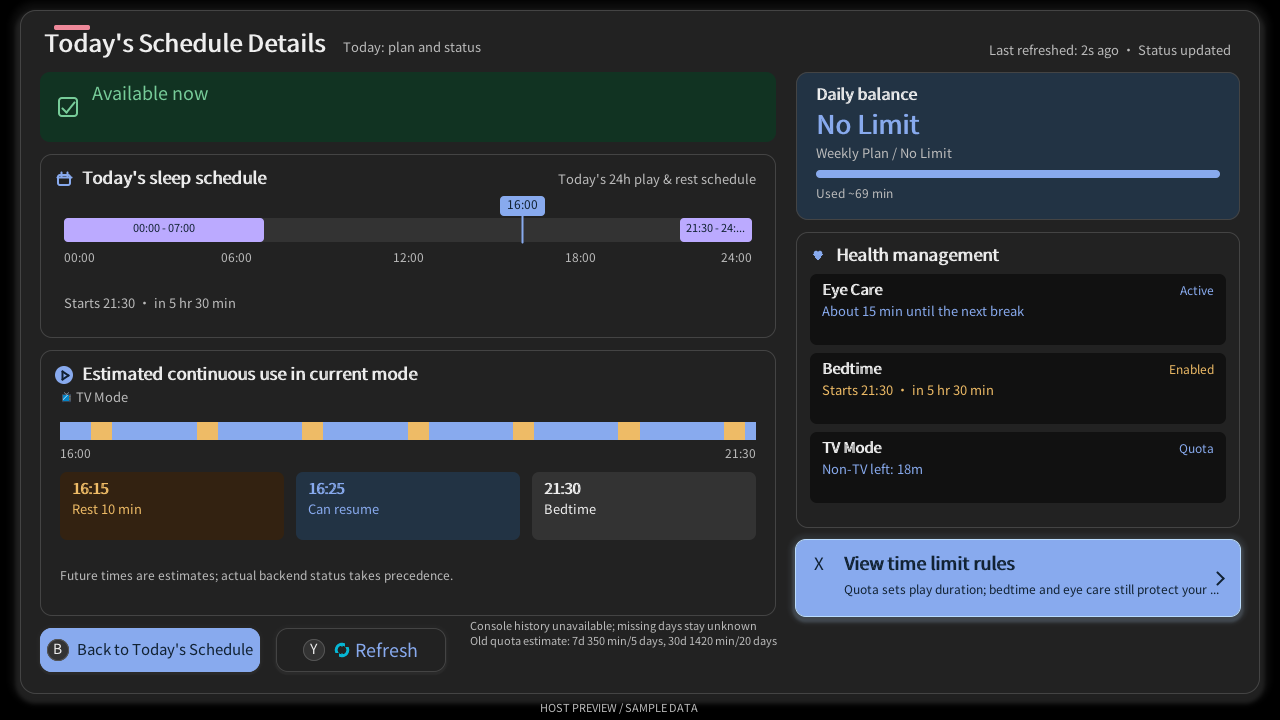 Today's Schedule Details
Today: plan and status
Last refreshed: 2s ago • Status updated
Available now
Today's sleep schedule
Today's 24h play & rest schedule
16:00
00:00 - 07:00
21:30 - 24:...
00:00
06:00
12:00
18:00
24:00
Starts 21:30 • in 5 hr 30 min
Estimated continuous use in current mode
TV Mode
16:00
21:30
16:15
Rest 10 min
16:25
Can resume
21:30
Bedtime
Future times are estimates; actual backend status takes precedence.
Daily balance
No Limit
Weekly Plan / No Limit
Used ~69 min
Health management
Eye Care
Active
About 15 min until the next break
Bedtime
Enabled
Starts 21:30 • in 5 hr 30 min
TV Mode
Quota
Non-TV left: 18m
X
View time limit rules
Quota sets play duration; bedtime and eye care still protect your ...
B Back to Today's Schedule
Y Refresh
Console history unavailable; missing days stay unknown
Old quota estimate: 7d 350 min/5 days, 30d 1420 min/20 days
HOST PREVIEW / SAMPLE DATA